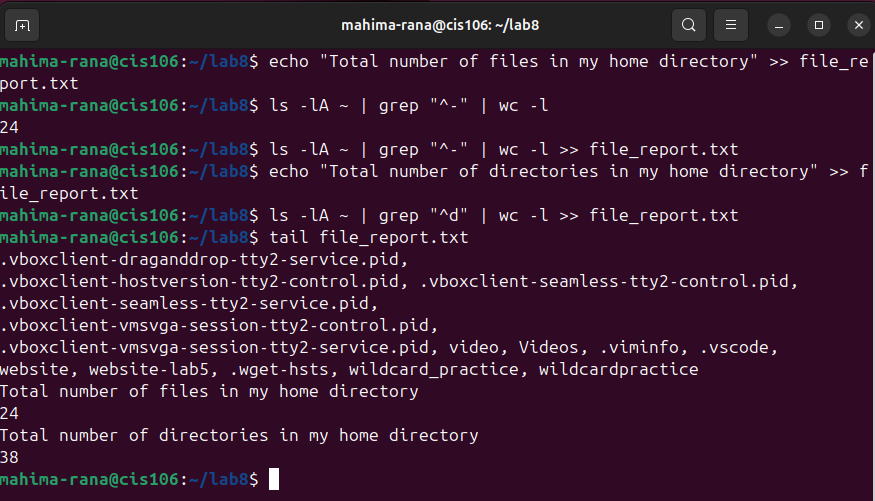 mahima-rana@cis106: ~/lab8
mahima-rana@cis106:~/lab8$ echo "Total number of files in my home directory" >> file_re
port.txt
mahima-rana@cis106:~/lab8$ ls -lA ~ | grep "^-" | wc -l
24
mahima-rana@cis106:~/lab8$ ls -lA ~ | grep "^-" | wc -l >> file_report.txt
mahima-rana@cis106:~/lab8$ echo "Total number of directories in my home directory" >> f
ile_report.txt
mahima-rana@cis106:~/lab8$ ls -lA ~ | grep "^d" | wc -l >> file_report.txt
mahima-rana@cis106:~/lab8$ tail file_report.txt
.vboxclient-draganddrop-tty2-service.pid,
.vboxclient-hostversion-tty2-control.pid, .vboxclient-seamless-tty2-control.pid,
.vboxclient-seamless-tty2-service.pid,
.vboxclient-vmsvga-session-tty2-control.pid,
.vboxclient-vmsvga-session-tty2-service.pid, video, Videos, .viminfo, .vscode,
website, website-lab5, .wget-hsts, wildcard_practice, wildcardpractice
Total number of files in my home directory
24
Total number of directories in my home directory
38
mahima-rana@cis106:~/lab8$